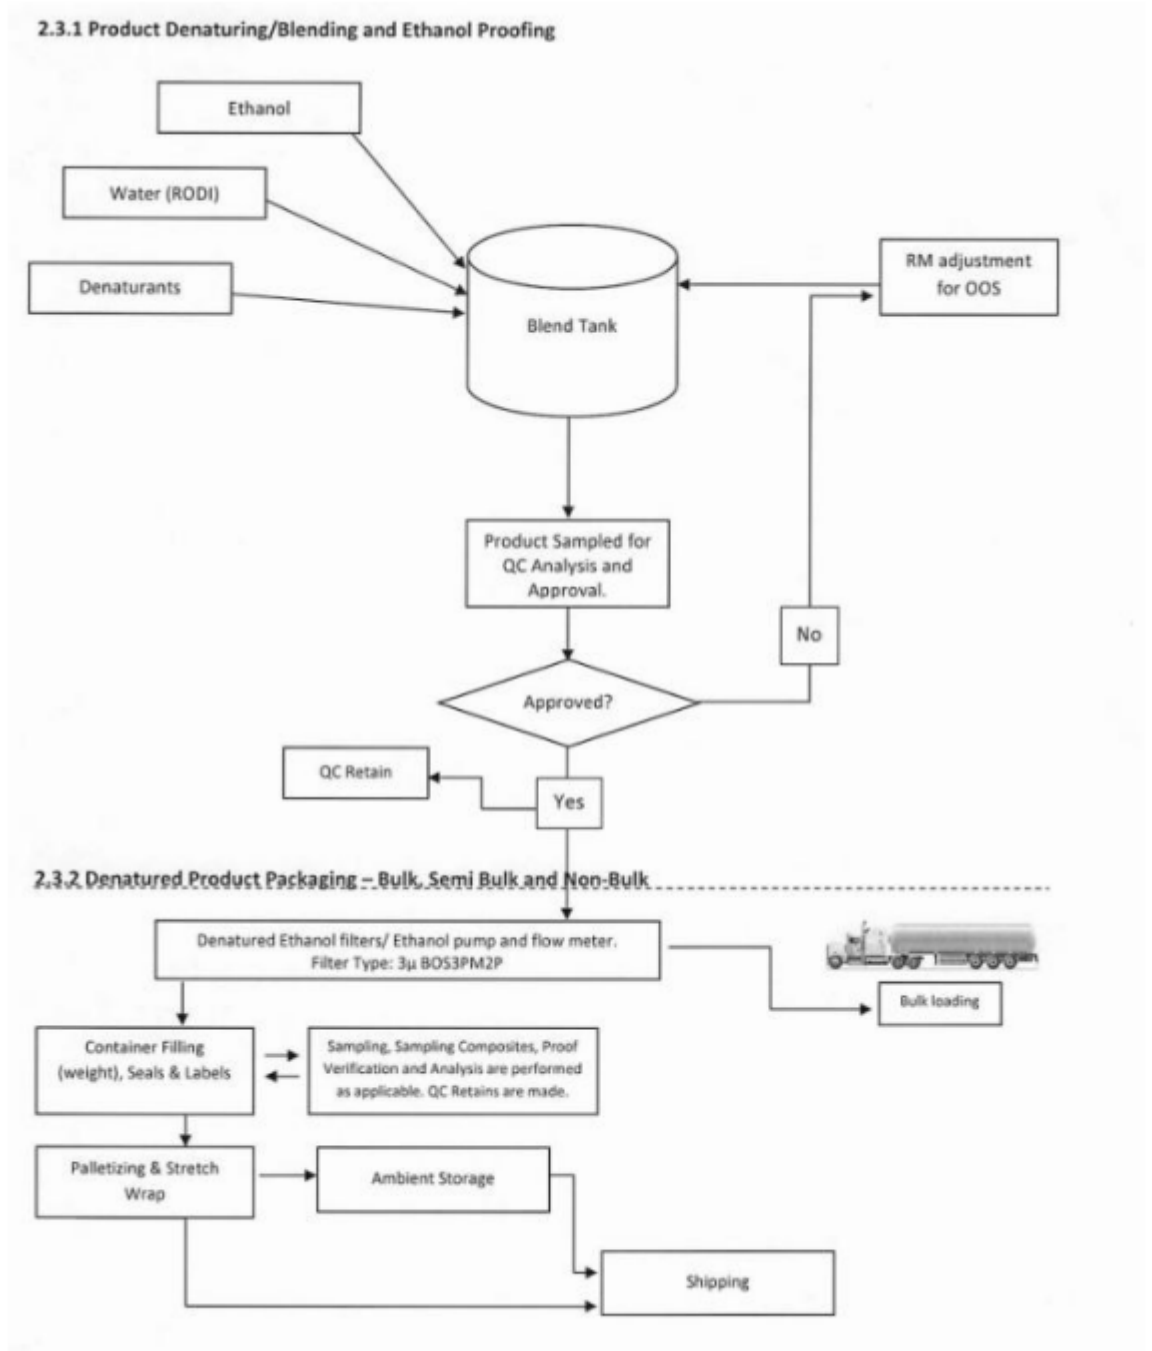 2.3.1 Product Denaturing/Blending and Ethanol Proofing
Ethanol
Water (RODI)
Denaturants
Blend Tank
RM adjustment
for OOS
Product Sampled for
QC Analysis and
Approval.
No
Approved?
QC Retain
Yes
2.3.2 Denatured Product Packaging – Bulk, Semi Bulk and Non-Bulk
Denatured Ethanol filters/ Ethanol pump and flow meter.
Filter Type: 3µ BOS3PM2P
Bulk loading
Container Filling
(weight), Seals & Labels
Sampling, Sampling Composites, Proof
Verification and Analysis are performed
as applicable. QC Retains are made.
Palletizing & Stretch
Wrap
Ambient Storage
Shipping